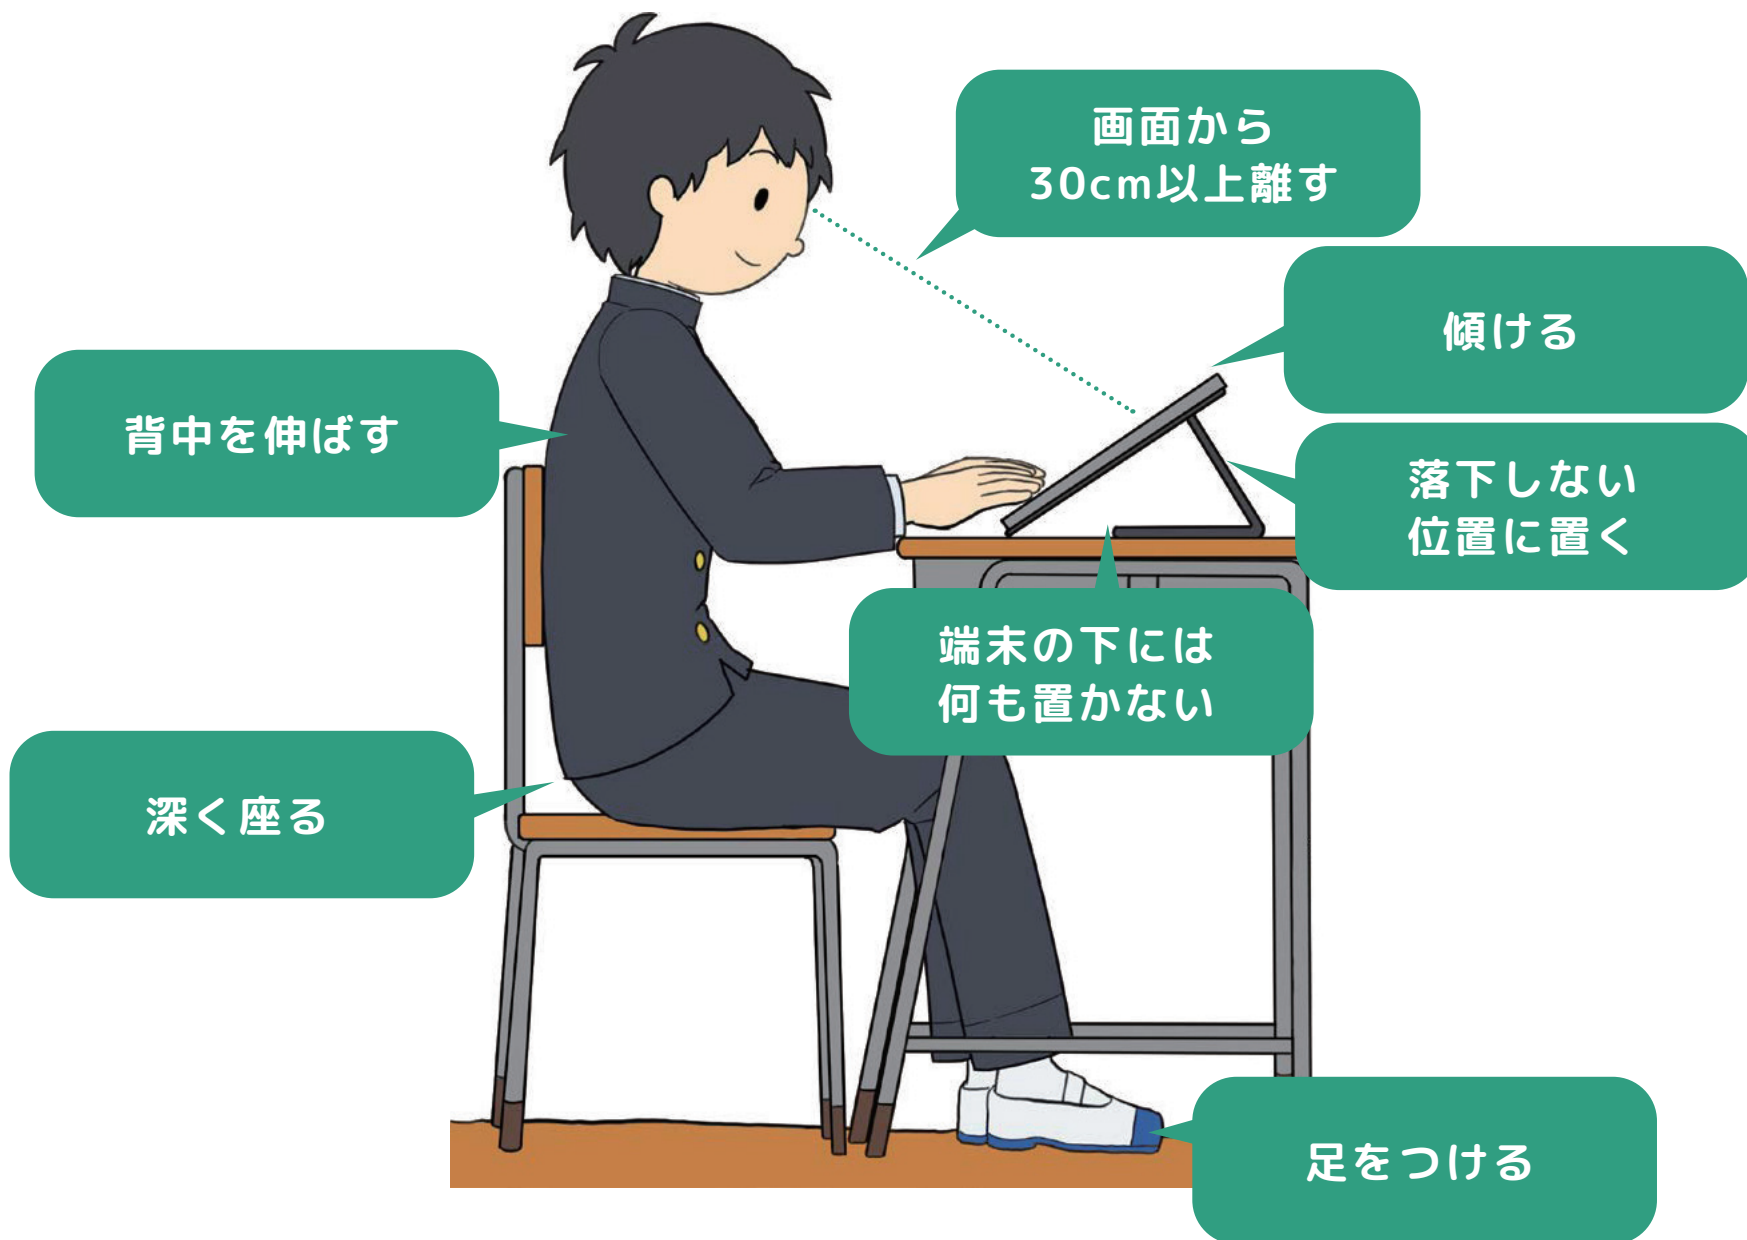 画面から
30cm以上離す
傾ける
背中を伸ばす
落下しない
位置に置く
端末の下には
何も置かない
深く座る
足をつける